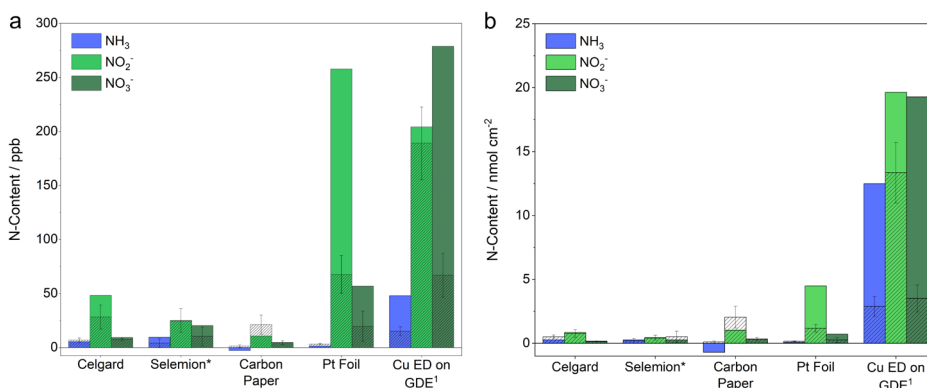 a
300
250
200
150
100
50
0
N-Content / ppb
NH₃
NO₂⁻
NO₃⁻
Celgard
Selemion*
Carbon
Paper
Pt Foil
Cu ED on
GDE¹
b
25
20
15
10
5
0
N-Content / nmol cm⁻²
NH₃
NO₂⁻
NO₃⁻
Celgard
Selemion*
Carbon
Paper
Pt Foil
Cu ED on
GDE¹